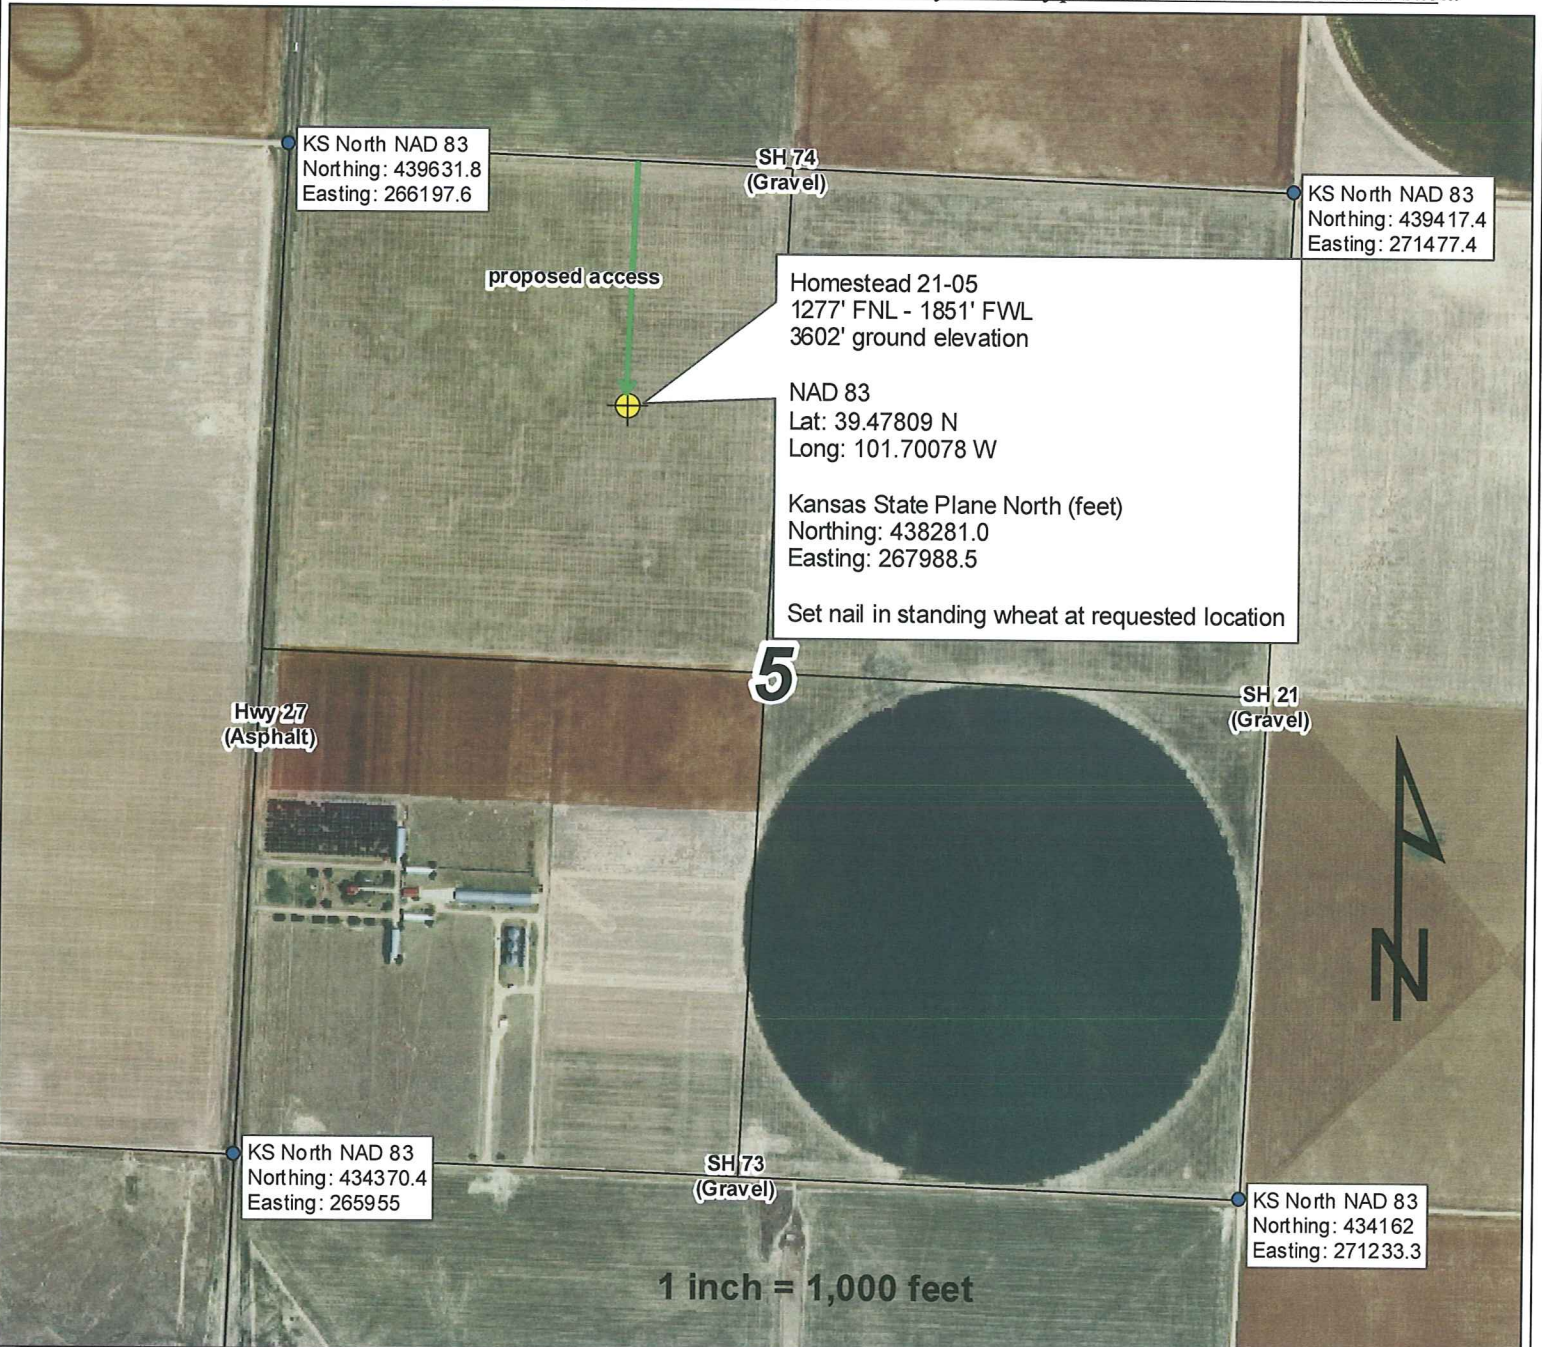 KS North NAD 83
Northing: 439631.8
Easting: 266197.6
SH 74
(Gravel)
KS North NAD 83
Northing: 439417.4
Easting: 271477.4
proposed access
Homestead 21-05
1277' FNL - 1851' FWL
3602' ground elevation
NAD 83
Lat: 39.47809 N
Long: 101.70078 W
Kansas State Plane North (feet)
Northing: 438281.0
Easting: 267988.5
Set nail in standing wheat at requested location
5
Hwy 27
(Asphalt)
SH 21
(Gravel)
N
KS North NAD 83
Northing: 434370.4
Easting: 265955
SH 73
(Gravel)
KS North NAD 83
Northing: 434162
Easting: 271233.3
1 inch = 1,000 feet